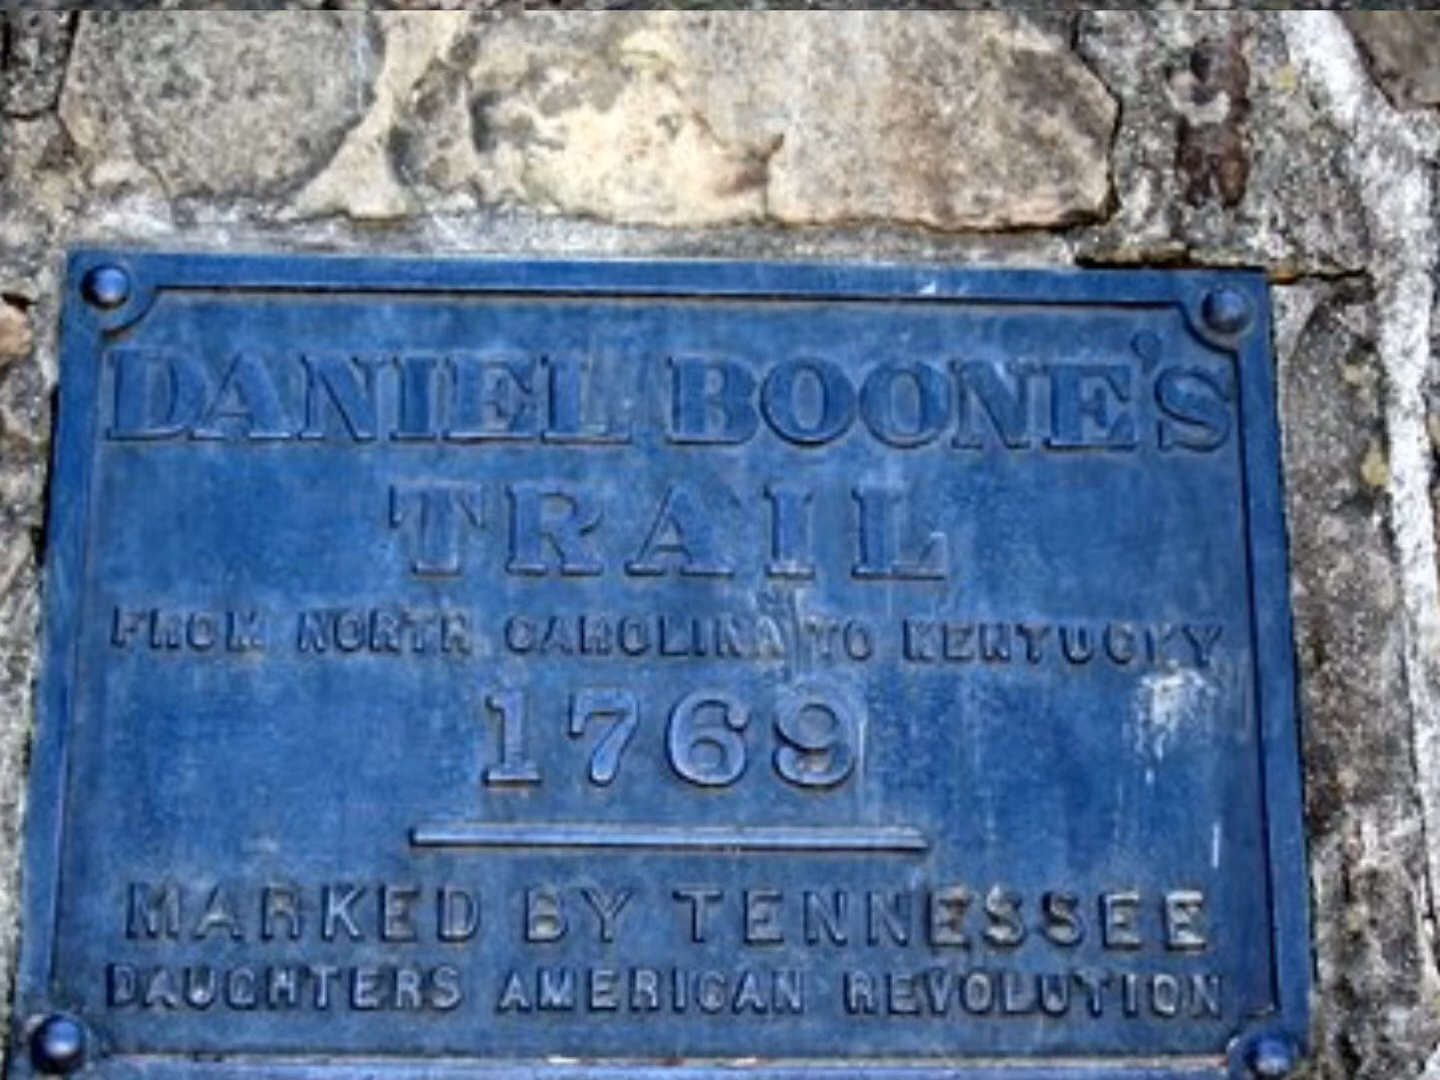 DANIEL BOONE'S
TRAIL
FROM NORTH CAROLINA TO KENTUCKY
1769
MARKED BY TENNESSEE
DAUGHTERS AMERICAN REVOLUTION